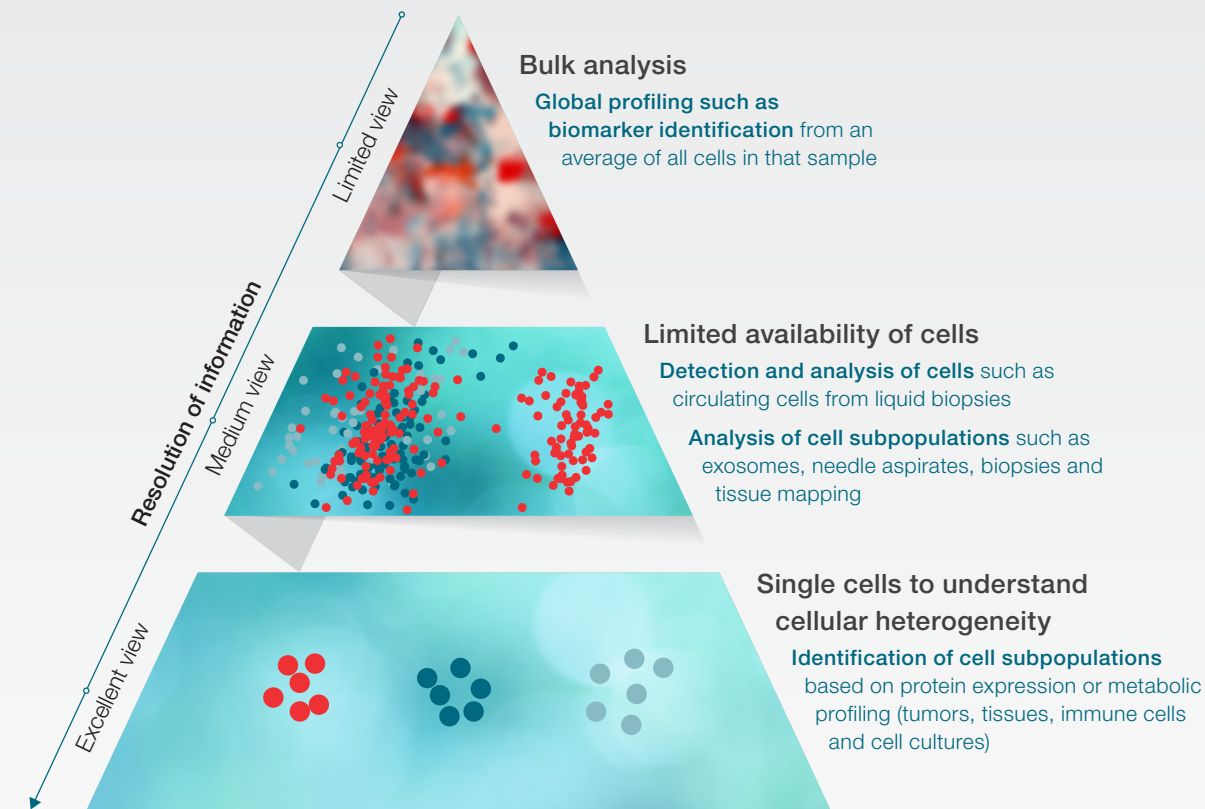 Bulk analysis
Global profiling such as
biomarker identification from an
average of all cells in that sample
Limited view
Resolution of information
Medium view
Limited availability of cells
Detection and analysis of cells such as
circulating cells from liquid biopsies
Analysis of cell subpopulations such as
exosomes, needle aspirates, biopsies and
tissue mapping
Excellent view
Single cells to understand
cellular heterogeneity
Identification of cell subpopulations
based on protein expression or metabolic
profiling (tumors, tissues, immune cells
and cell cultures)